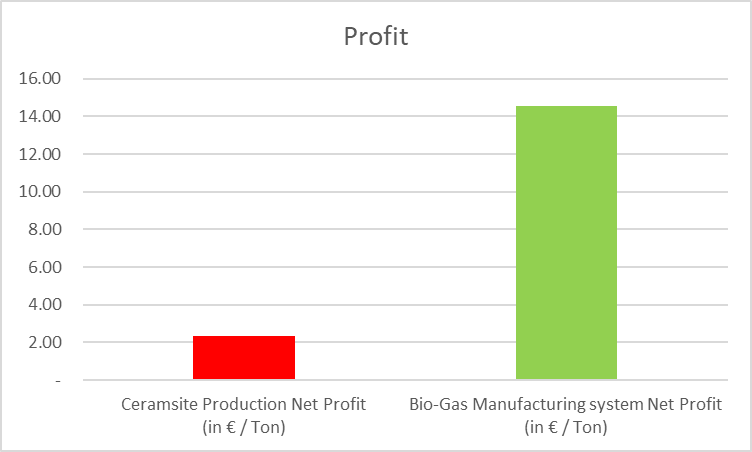 Profit
16.00
14.00
12.00
10.00
8.00
6.00
4.00
2.00
-
Ceramsite Production Net Profit
(in € / Ton)
Bio-Gas Manufacturing system Net Profit
(in € / Ton)